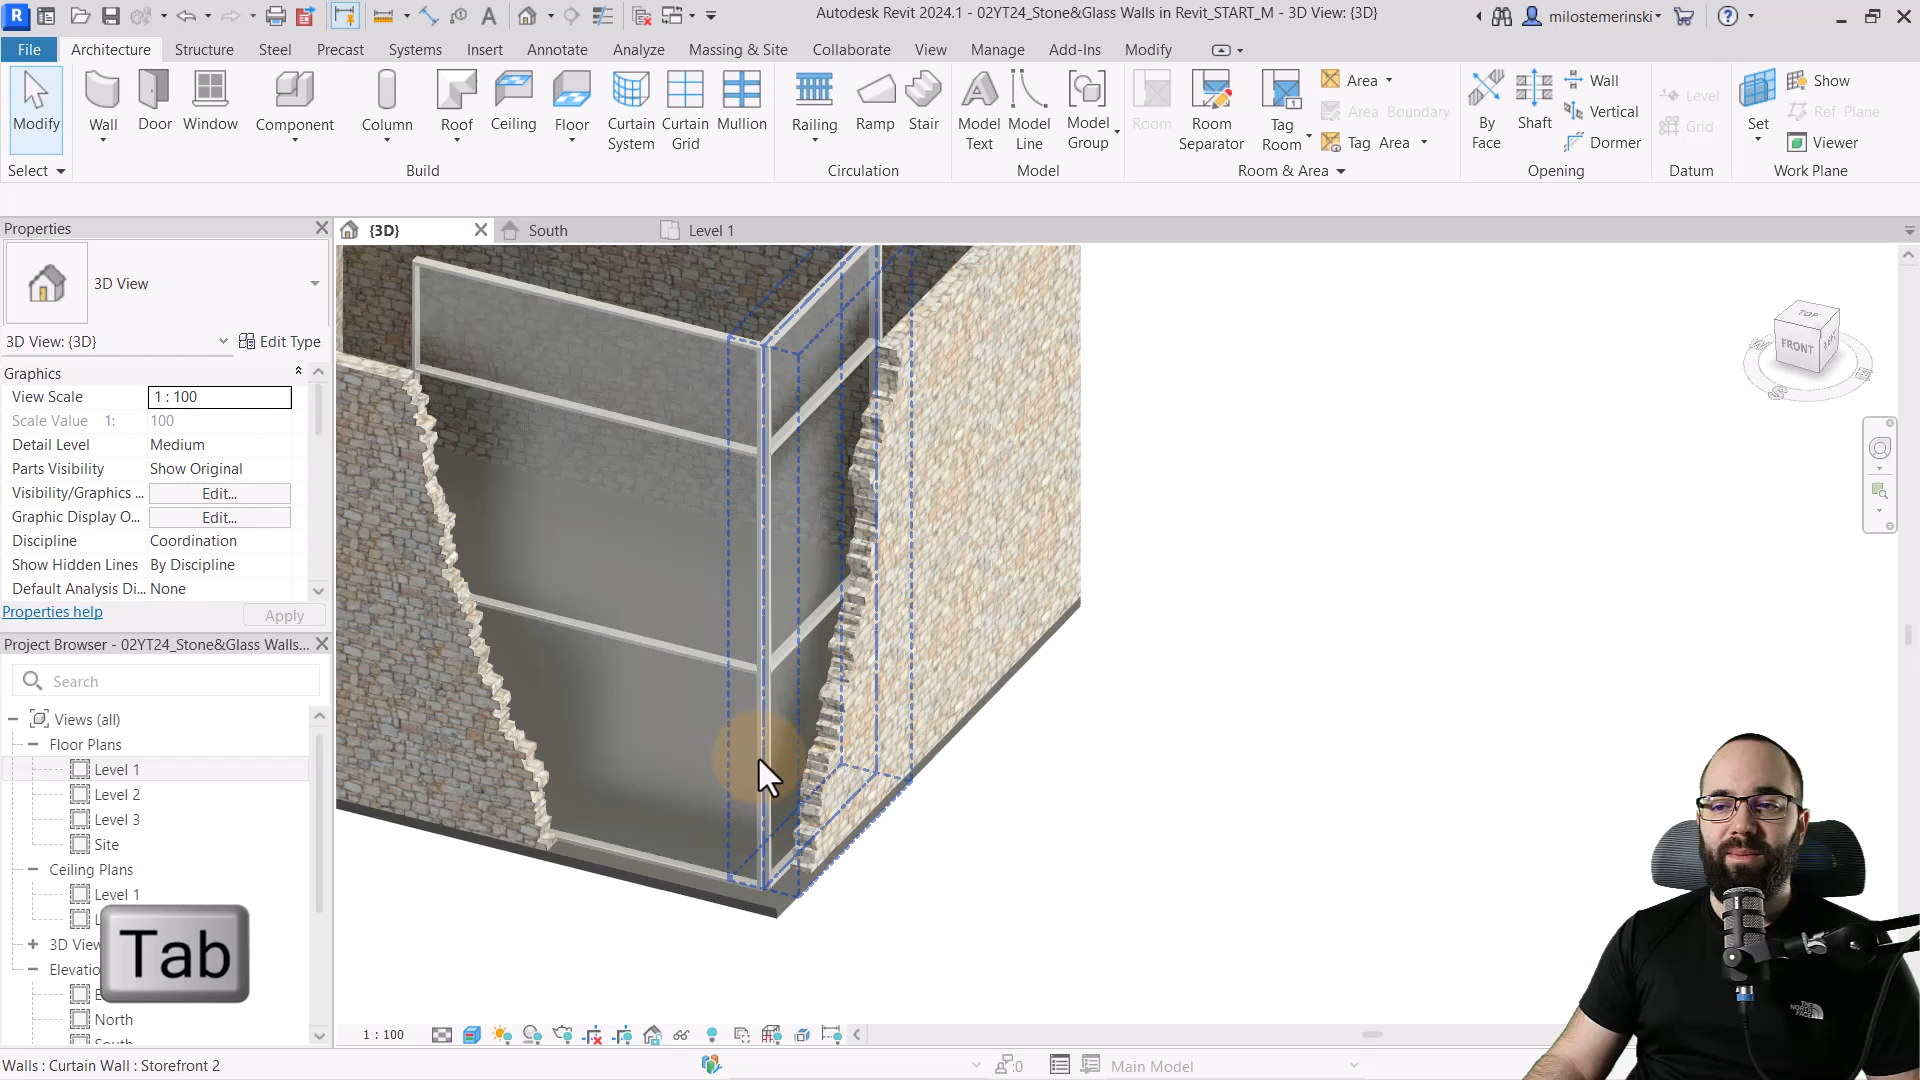 Autodesk Revit 2024.1 - 02YT24_Stone&Glass Walls in Revit_START_M - 3D View: {3D}
milostemerinski
File
Architecture
Structure
Steel
Precast
Systems
Insert
Annotate
Analyze
Massing & Site
Collaborate
View
Manage
Add-Ins
Modify
Modify
Wall
Door
Window
Component
Column
Roof
Ceiling
Floor
Curtain System
Curtain Grid
Mullion
Railing
Ramp
Stair
Model Text
Model Line
Model Group
Room
Room Separator
Tag Room
Area
Area Boundary
Tag Area
By Face
Shaft
Wall
Vertical
Dormer
Level
Grid
Set
Show
Ref Plane
Viewer
Select
Build
Circulation
Model
Room & Area
Opening
Datum
Work Plane
Properties
{3D}
South
Level 1
3D View
3D View: {3D}
Edit Type
Graphics
View Scale 1 : 100
Scale Value 1: 100
Detail Level Medium
Parts Visibility Show Original
Visibility/Graphics ... Edit...
Graphic Display O... Edit...
Discipline Coordination
Show Hidden Lines By Discipline
Default Analysis Di... None
Properties help
Apply
Project Browser - 02YT24_Stone&Glass Walls...
Search
Views (all)
Floor Plans
Level 1
Level 2
Level 3
Site
Ceiling Plans
Level 1
3D View
Elevatio
North
South
Tab
TOP
FRONT
1 : 100
Walls : Curtain Wall : Storefront 2
:0
Main Model
THE
NORTH
FACE